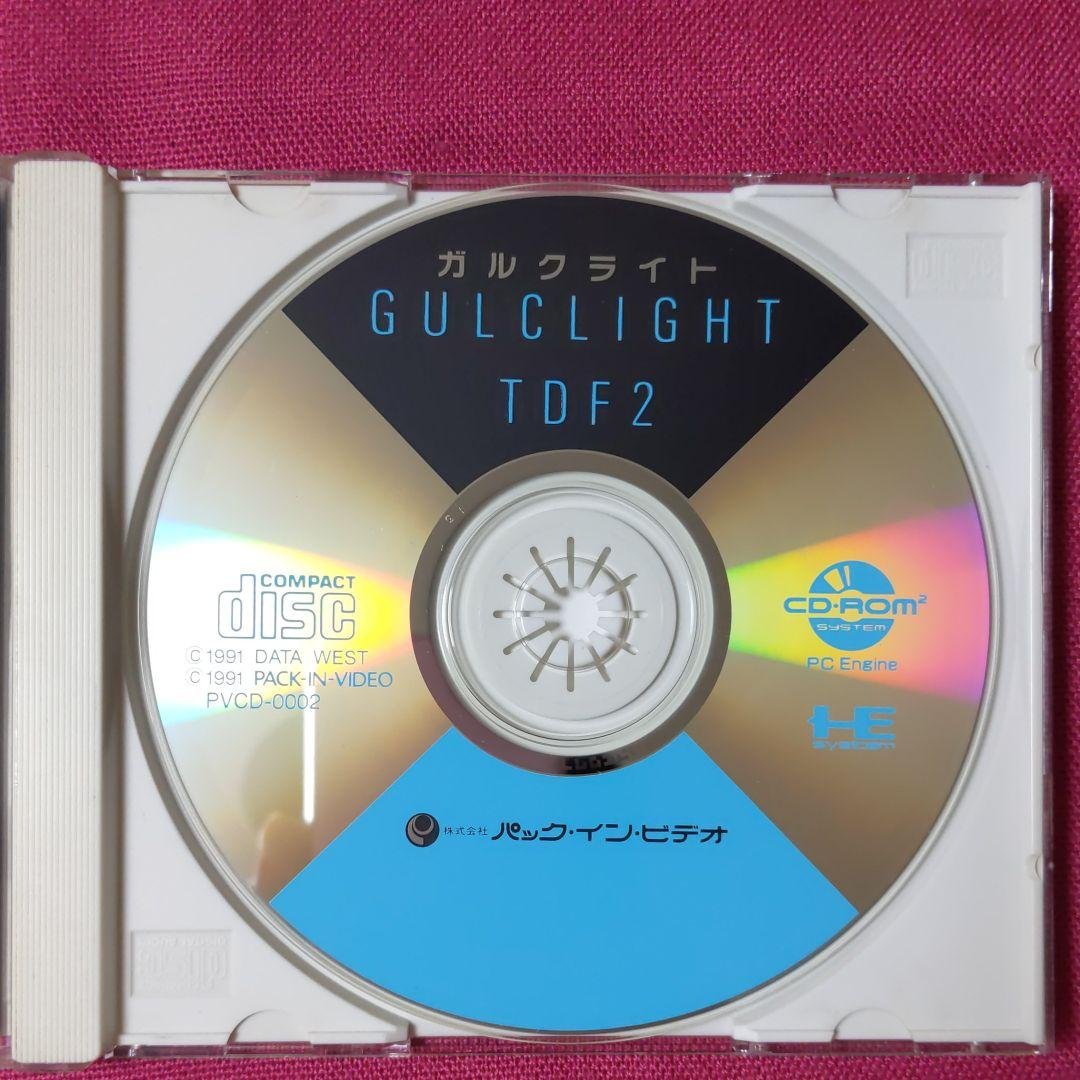 ガルクライト
GULCLIGHT
TDF2
COMPACT
disc
© 1991 DATA WEST
© 1991 PACK-IN-VIDEO
PVCD-0002
CD-ROM²
SYSTEM
PC Engine
HE
system
株式会社 パック・イン・ビデオ